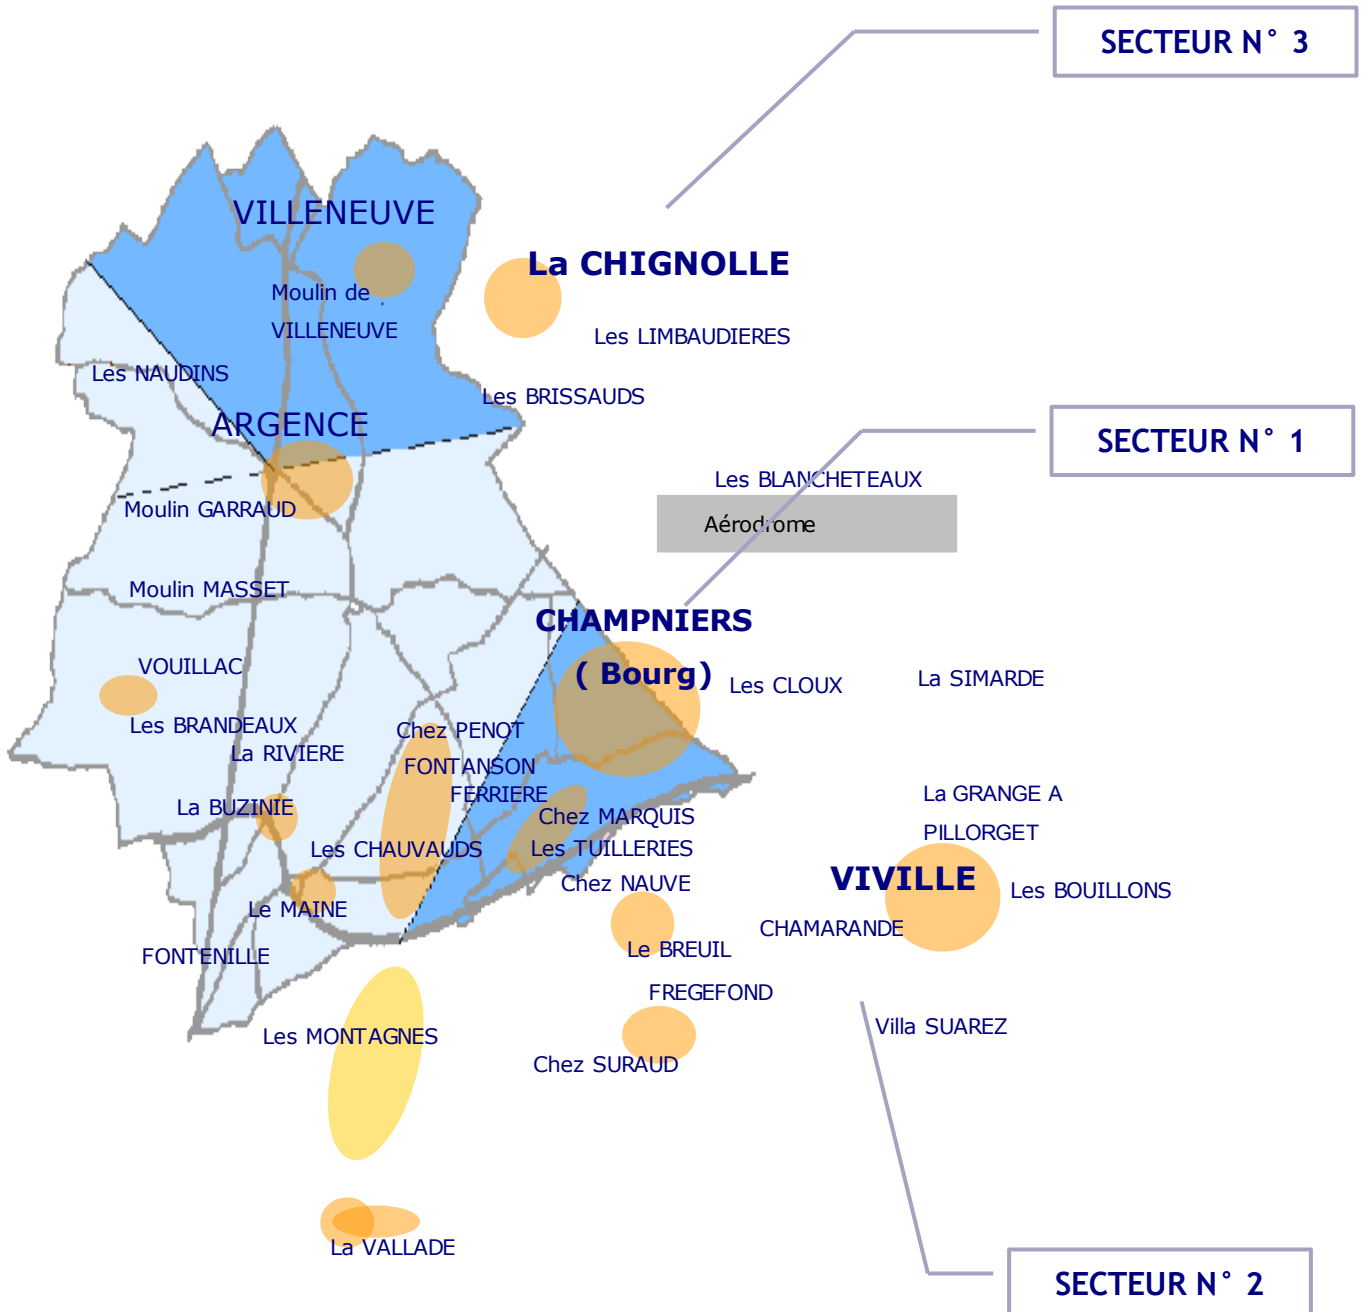 SECTEUR N° 3
VILLENEUVE
La CHIGNOLLE
Moulin de
VILLENEUVE
Les LIMBAUDIERES
Les NAUDINS
Les BRISSAUDS
ARGENCE
SECTEUR N° 1
Les BLANCHETEAUX
Moulin GARRAUD
Aérodrome
Moulin MASSET
CHAMPNIERS
( Bourg)
VOUILLAC
Les CLOUX
La SIMARDE
Les BRANDEAUX
Chez PENOT
La RIVIERE
FONTANSON
FERRIERE
La GRANGE A
PILLORGET
La BUZINIE
Chez MARQUIS
Les CHAUVAUDS
Les TUILLERIES
VIVILLE
Chez NAUVE
Les BOUILLONS
Le MAINE
CHAMARANDE
Le BREUIL
FONTENILLE
FREGEFOND
Les MONTAGNES
Villa SUAREZ
Chez SURAUD
La VALLADE
SECTEUR N° 2